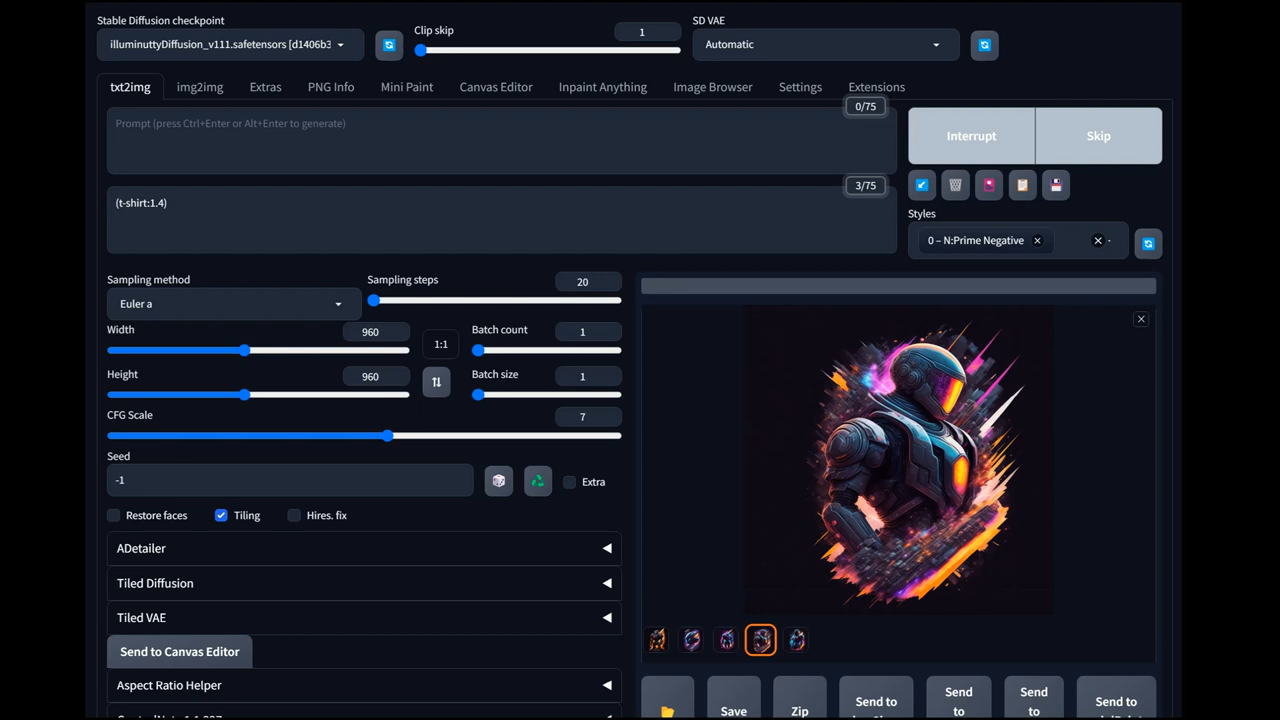 Stable Diffusion checkpoint
illuminuttyDiffusion_v111.safetensors [d1406b3
Clip skip
1
SD VAE
Automatic
txt2img
img2img
Extras
PNG Info
Mini Paint
Canvas Editor
Inpaint Anything
Image Browser
Settings
Extensions
Prompt (press Ctrl+Enter or Alt+Enter to generate)
0/75
Interrupt
Skip
(t-shirt:1.4)
3/75
Styles
0 – N:Prime Negative
Sampling method
Euler a
Sampling steps
20
Width
960
Height
960
1:1
Batch count
1
Batch size
1
CFG Scale
7
Seed
-1
Extra
Restore faces
Tiling
Hires. fix
ADetailer
Tiled Diffusion
Tiled VAE
Send to Canvas Editor
Aspect Ratio Helper
Save
Zip
Send to
Send
to
Send
to
Send to